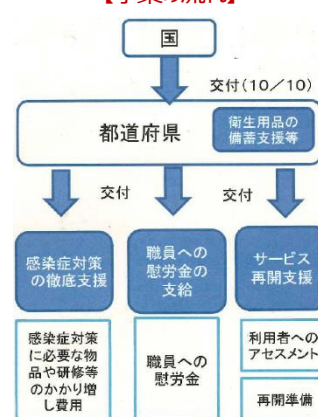 国
交付(10/10)
都道府県
衛生用品の
備蓄支援等
交付
交付
感染症対策
の徹底支援
職員への
慰労金の
支給
サービス
再開支援
感染症対策
に必要な物
品や研修等
のかかり増
し費用
職員への
慰労金
利用者への
アセスメント
再開準備